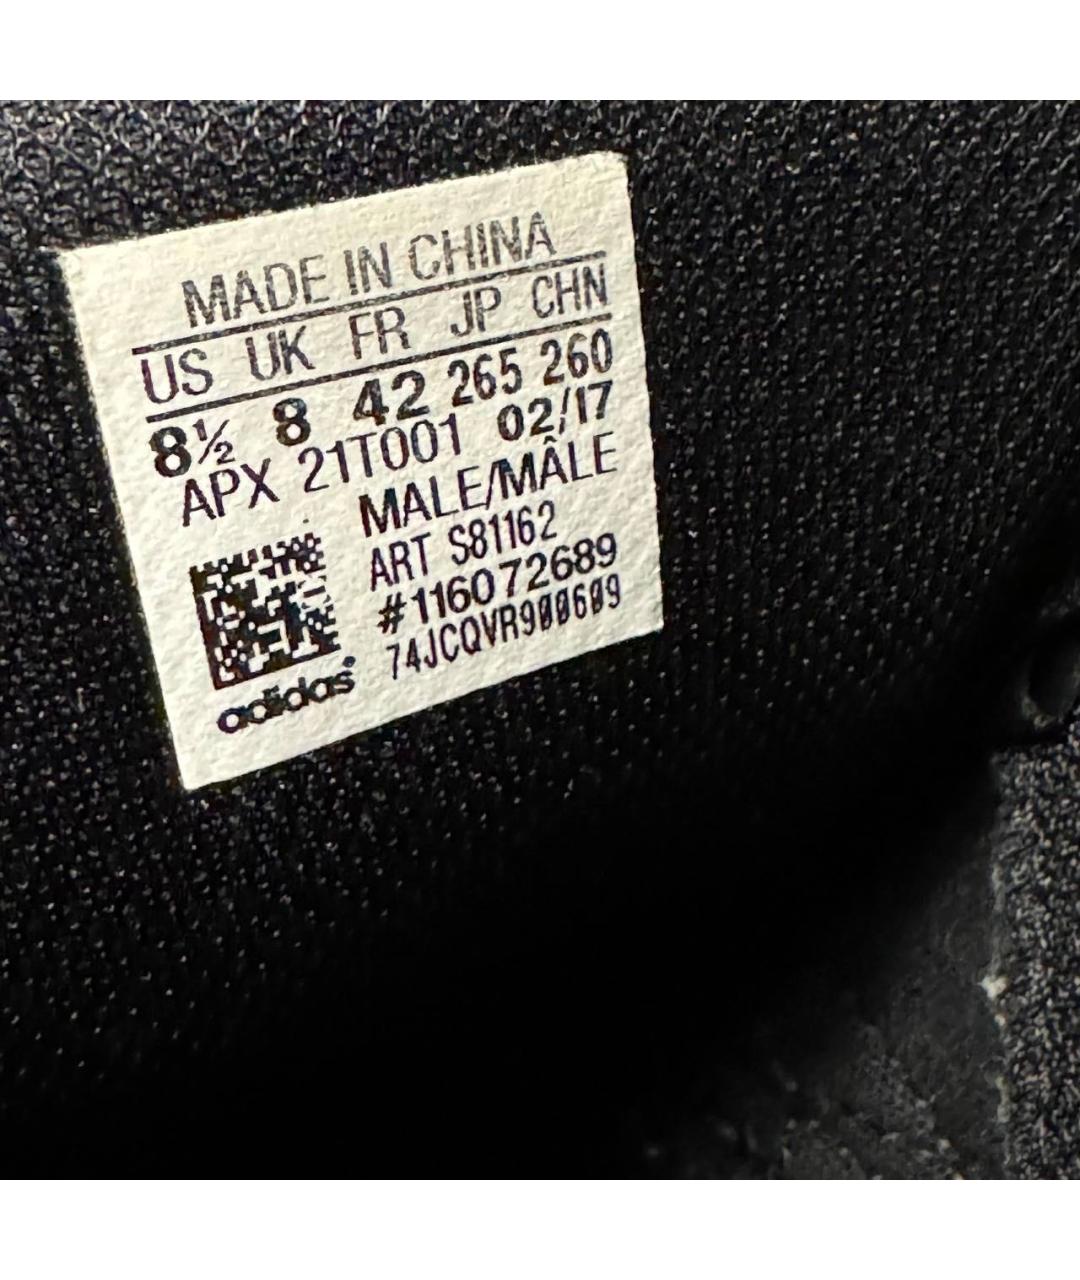 MADE IN CHINA
US UK FR JP CHN
8½ 8 42 265 260
APX 21T001 02/17
MALE/MÂLE
ART S81162
#116072689
74JCQVR900609
adidas®